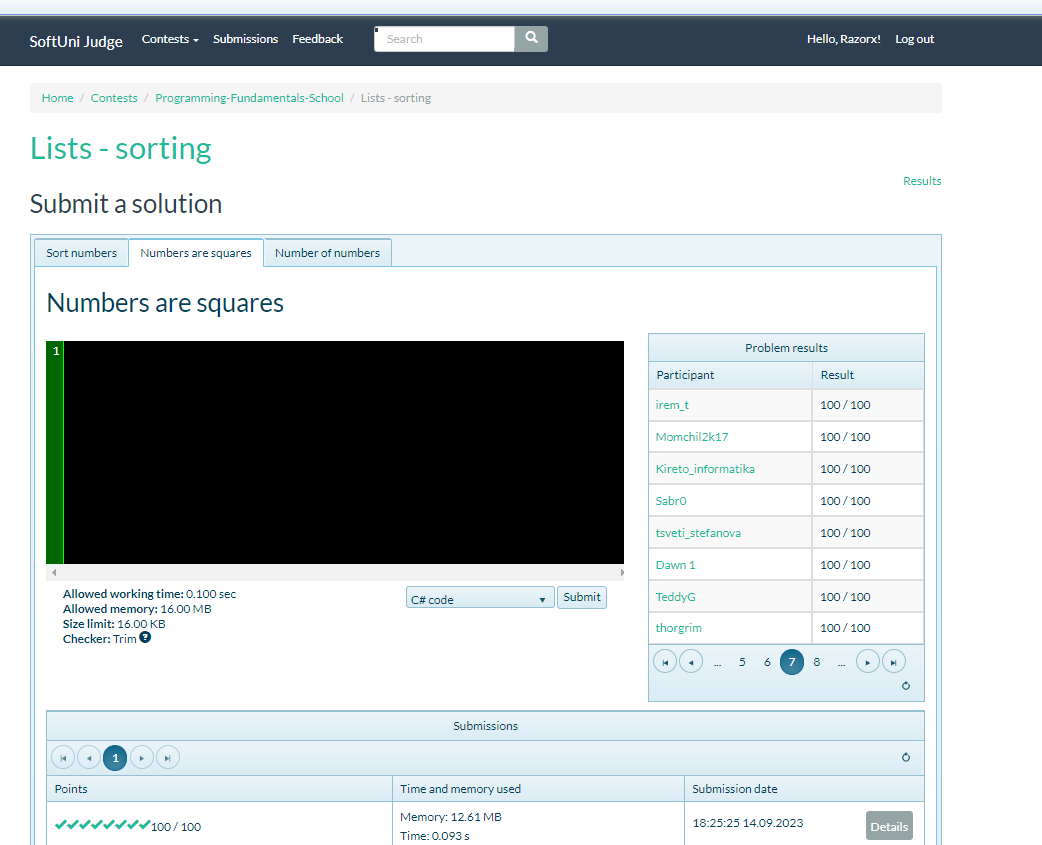 SoftUni Judge Contests Submissions Feedback Search Hello, Razorx! Log out
Home / Contests / Programming-Fundamentals-School / Lists - sorting
Lists - sorting
Results
Submit a solution
Sort numbers Numbers are squares Number of numbers
Numbers are squares
1
Allowed working time: 0.100 sec
Allowed memory: 16.00 MB
Size limit: 16.00 KB
Checker: Trim ?
C# code Submit
Problem results
Participant Result
irem_t 100 / 100
Momchil2k17 100 / 100
Kireto_informatika 100 / 100
Sabr0 100 / 100
tsveti_stefanova 100 / 100
Dawn 1 100 / 100
TeddyG 100 / 100
thorgrim 100 / 100
... 5 6 7 8 ...
Submissions
1
Points Time and memory used Submission date
100 / 100 Memory: 12.61 MB 18:25:25 14.09.2023 Details
Time: 0.093 s